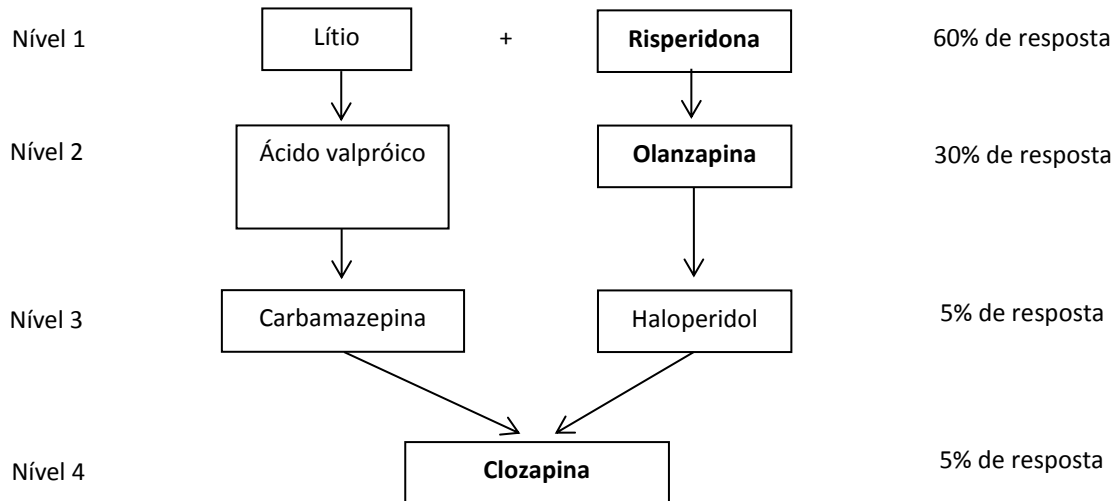 Nível 1 Lítio + Risperidona 60% de resposta
Nível 2 Ácido valpróico Olanzapina 30% de resposta
Nível 3 Carbamazepina Haloperidol 5% de resposta
Nível 4 Clozapina 5% de resposta